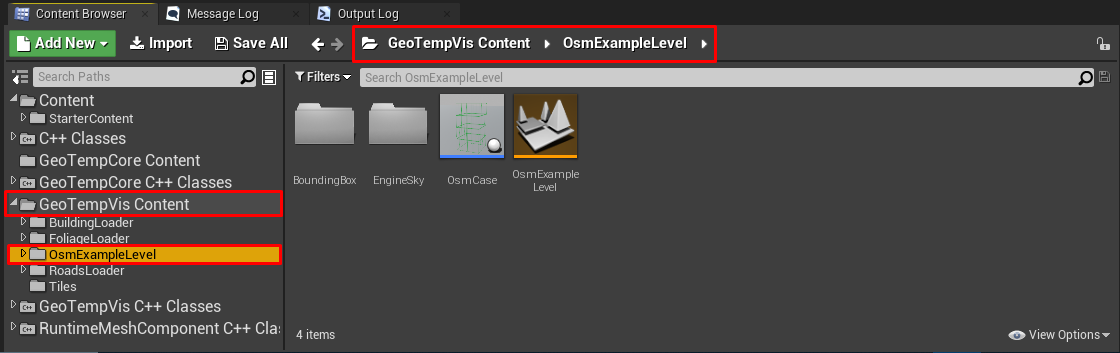 Content Browser
Message Log
Output Log
Add New
Import
Save All
GeoTempVis Content
OsmExampleLevel
Search Paths
Content
StarterContent
C++ Classes
GeoTempCore Content
GeoTempCore C++ Classes
GeoTempVis Content
BuildingLoader
FoliageLoader
OsmExampleLevel
RoadsLoader
Tiles
GeoTempVis C++ Classes
RuntimeMeshComponent C++ Clas
Filters
Search OsmExampleLevel
BoundingBox
EngineSky
OsmCase
OsmExample
Level
4 items
View Options